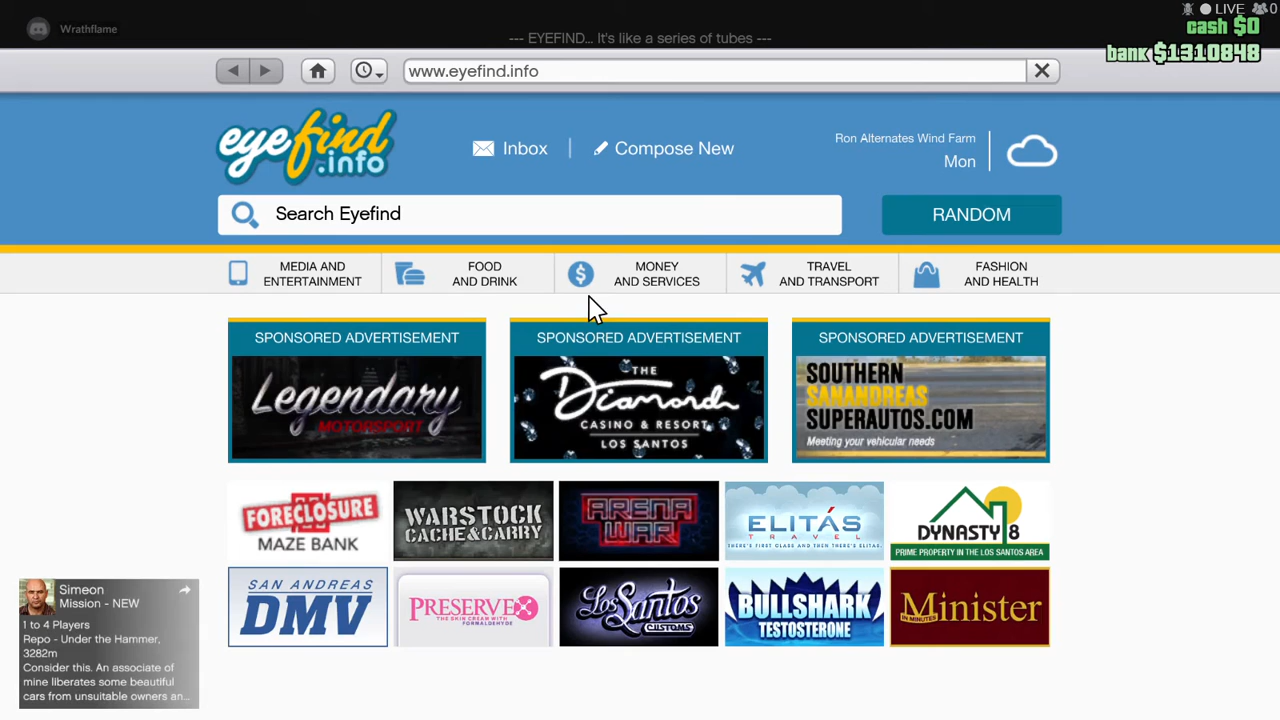 Wrathflame
LIVE
0
cash $0
bank $1310848
--- EYEFIND... It's like a series of tubes ---
www.eyefind.info
eyefind
.info
Inbox
Compose New
Ron Alternates Wind Farm
Mon
Search Eyefind
RANDOM
MEDIA AND
ENTERTAINMENT
FOOD
AND DRINK
MONEY
AND SERVICES
TRAVEL
AND TRANSPORT
FASHION
AND HEALTH
SPONSORED ADVERTISEMENT
Legendary
MOTORSPORT
SPONSORED ADVERTISEMENT
THE
Diamond
CASINO & RESORT
LOS SANTOS
SPONSORED ADVERTISEMENT
SOUTHERN
SANANDREAS
SUPERAUTOS.COM
Meeting your vehicular needs
FORECLOSURE
MAZE BANK
WARSTOCK
CACHE&CARRY
ARENA
WAR
ELITÁS
TRAVEL
THERE'S FIRST CLASS AND THEN THERE'S ELITAS.
DYNASTY 8
PRIME PROPERTY IN THE LOS SANTOS AREA
SAN ANDREAS
DMV
PRESERVEX
THE SKIN CREAM WITH
FORMALDEHYDE
Los Santos
CUSTOMS
BULLSHARK
TESTOSTERONE
Minister
IN MINUTES
Simeon
Mission - NEW
1 to 4 Players
Repo - Under the Hammer,
3282m
Consider this. An associate of
mine liberates some beautiful
cars from unsuitable owners an...